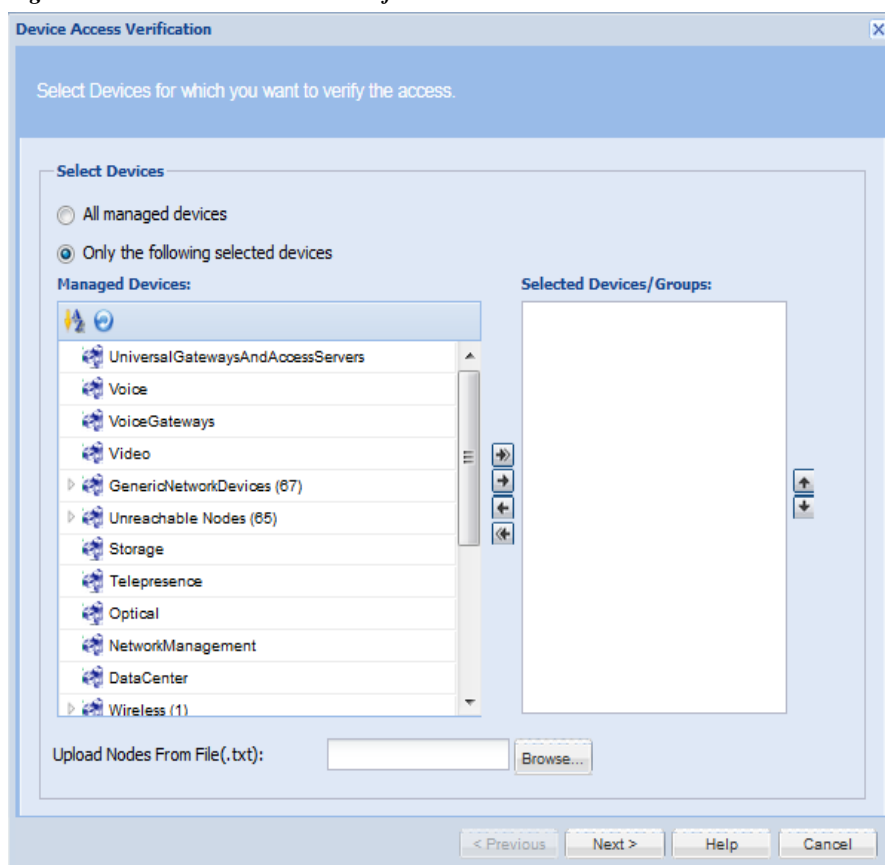 Device Access Verification
Select Devices for which you want to verify the access.
Select Devices
All managed devices
Only the following selected devices
Managed Devices:
Selected Devices/Groups:
UniversalGatewaysAndAccessServers
Voice
VoiceGateways
Video
GenericNetworkDevices (67)
Unreachable Nodes (65)
Storage
Telepresence
Optical
NetworkManagement
DataCenter
Wireless (1)
Upload Nodes From File(.txt):
Browse...
< Previous
Next >
Help
Cancel